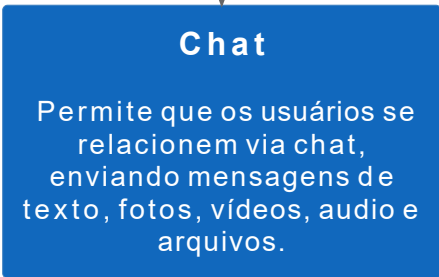 Chat
Permite que os usuários se
relacionem via chat,
enviando mensagens de
texto, fotos, vídeos, audio e
arquivos.